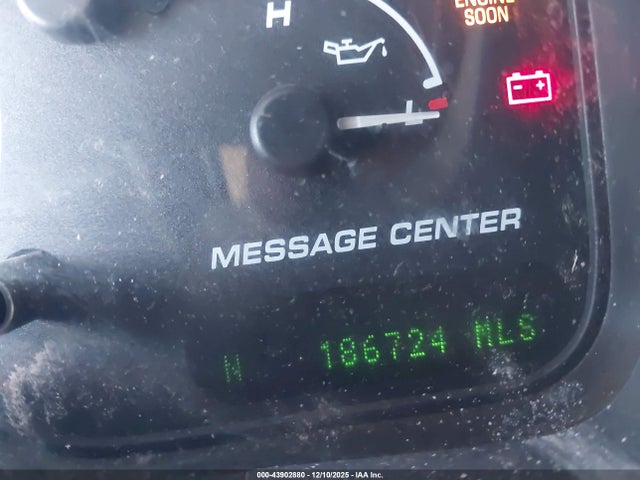 ENGINE
SOON
H
L
MESSAGE CENTER
N 186724 MLS
000-43902880 - 12/10/2025 - IAA Inc.